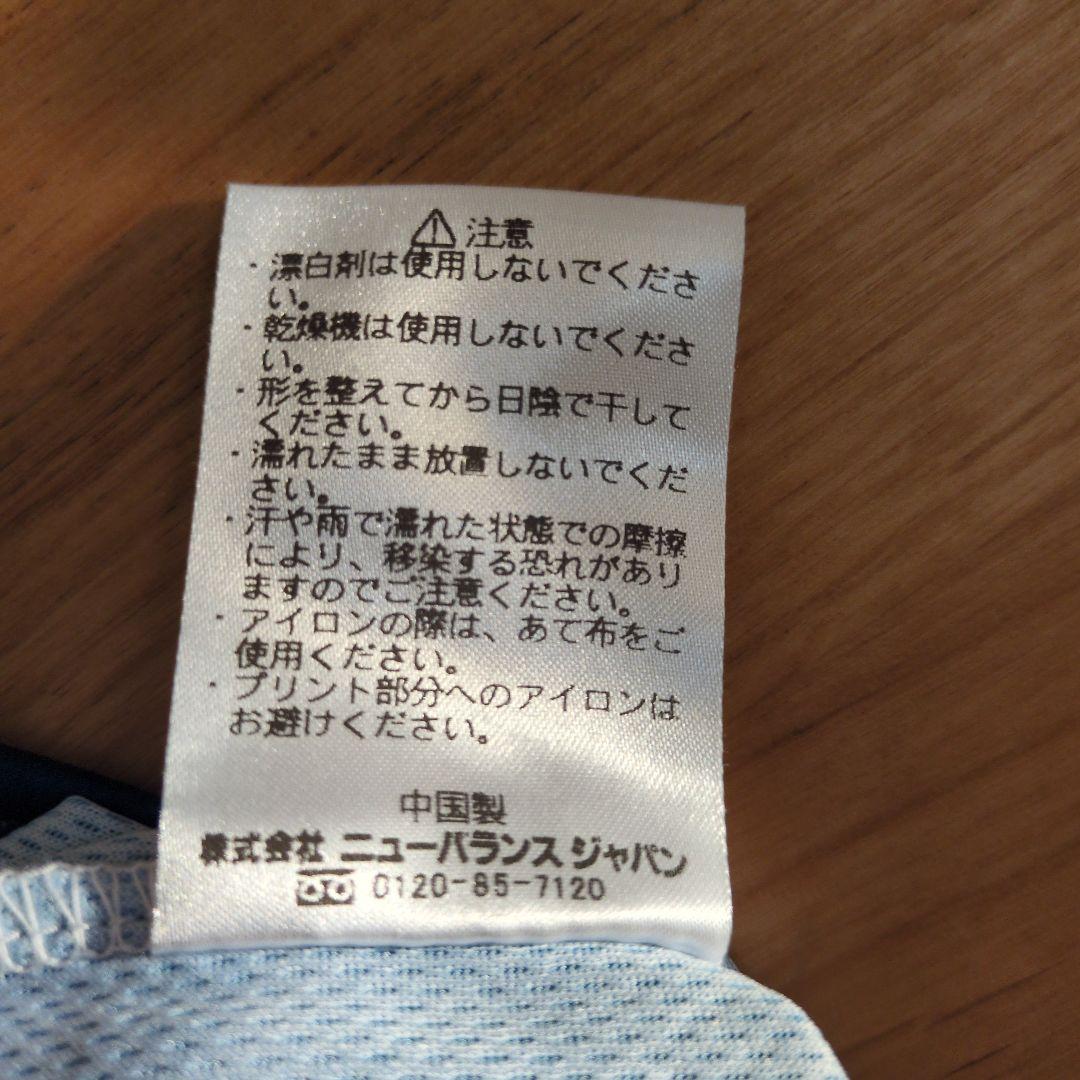 ⚠ 注意
・漂白剤は使用しないでくださ
い。
・乾燥機は使用しないでくださ
い。
・形を整えてから日陰で干して
ください。
・濡れたまま放置しないでくだ
さい。
・汗や雨で濡れた状態での摩擦
により、移染する恐れがあり
ますのでご注意ください。
・アイロンの際は、あて布をご
使用ください。
・プリント部分へのアイロンは
お避けください。
中国製
株式会社 ニューバランス ジャパン
0120-85-7120